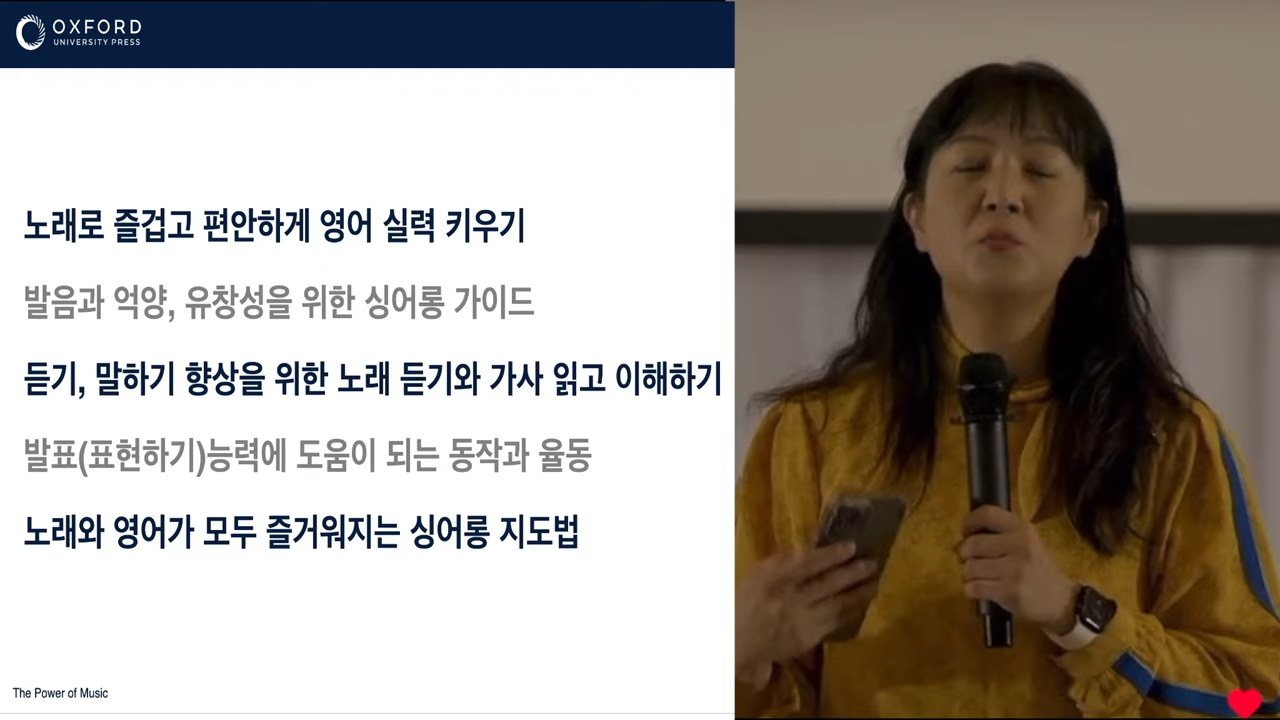 OXFORD
UNIVERSITY PRESS
노래로 즐겁고 편안하게 영어 실력 키우기
발음과 억양, 유창성을 위한 싱어롱 가이드
듣기, 말하기 향상을 위한 노래 듣기와 가사 읽고 이해하기
발표(표현하기)능력에 도움이 되는 동작과 율동
노래와 영어가 모두 즐거워지는 싱어롱 지도법
The Power of Music